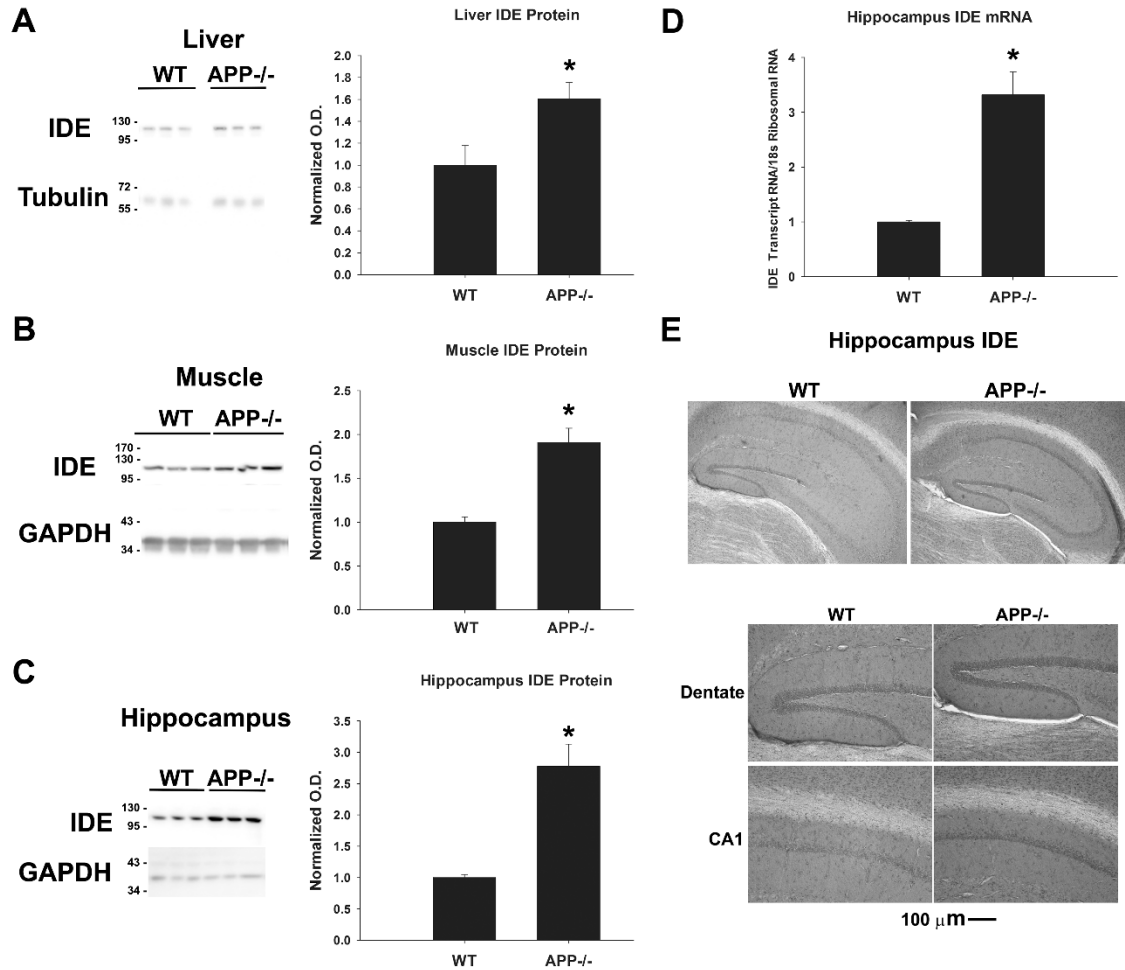 A
Liver
WT APP-/-
IDE
130 -
95 -
Tubulin
72 -
55 -
Liver IDE Protein
Normalized O.D.
2.0
1.8
1.6
1.4
1.2
1.0
0.8
0.6
0.4
0.2
0.0
*
WT APP-/-
B
Muscle
WT APP-/-
IDE
170 -
130 -
95 -
GAPDH
43 -
34 -
Muscle IDE Protein
Normalized O.D.
2.5
2.0
1.5
1.0
0.5
0.0
*
WT APP-/-
C
Hippocampus
WT APP-/-
IDE
130 -
95 -
GAPDH
43 -
34 -
Hippocampus IDE Protein
Normalized O.D.
3.5
3.0
2.5
2.0
1.5
1.0
0.5
0.0
*
WT APP-/-
D
Hippocampus IDE mRNA
IDE Transcript RNA/18s Ribosomal RNA
4
3
2
1
0
*
WT APP-/-
E
Hippocampus IDE
WT APP-/-
WT APP-/-
Dentate
CA1
100 μm